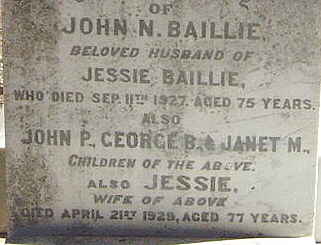 OF
JOHN N. BAILLIE,
BELOVED HUSBAND OF
JESSIE BAILLIE,
WHO DIED SEP. 11TH 1927. AGED 75 YEARS.
ALSO
JOHN P., GEORGE B. & JANET M.,
CHILDREN OF THE ABOVE.
ALSO JESSIE,
WIFE OF ABOVE
DIED APRIL 21ST 1929, AGED 77 YEARS.